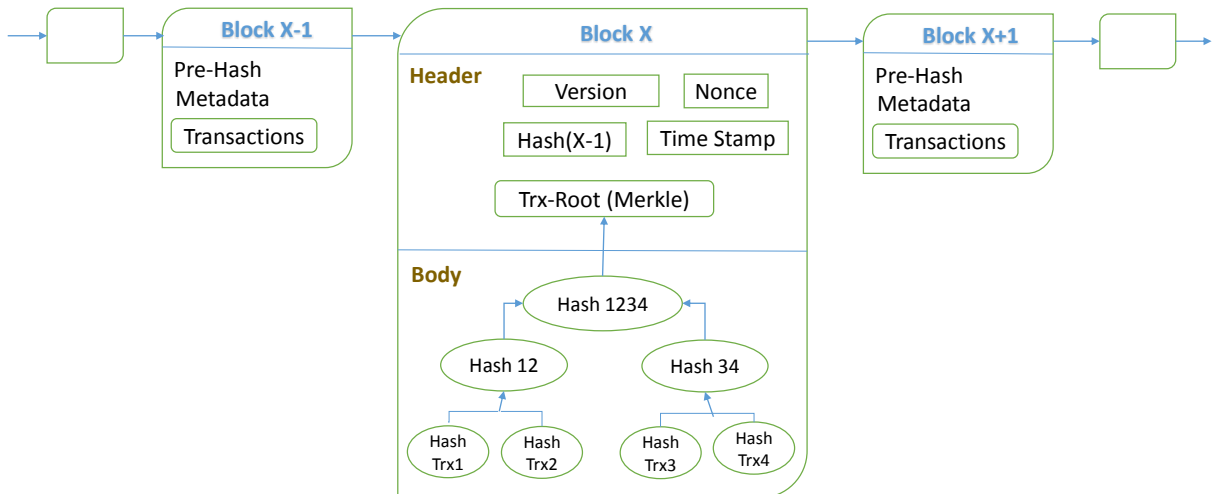 Block X-1
Pre-Hash
Metadata
Transactions
Block X
Header
Version
Nonce
Hash(X-1)
Time Stamp
Trx-Root (Merkle)
Body
Hash 1234
Hash 12
Hash 34
Hash
Trx1
Hash
Trx2
Hash
Trx3
Hash
Trx4
Block X+1
Pre-Hash
Metadata
Transactions